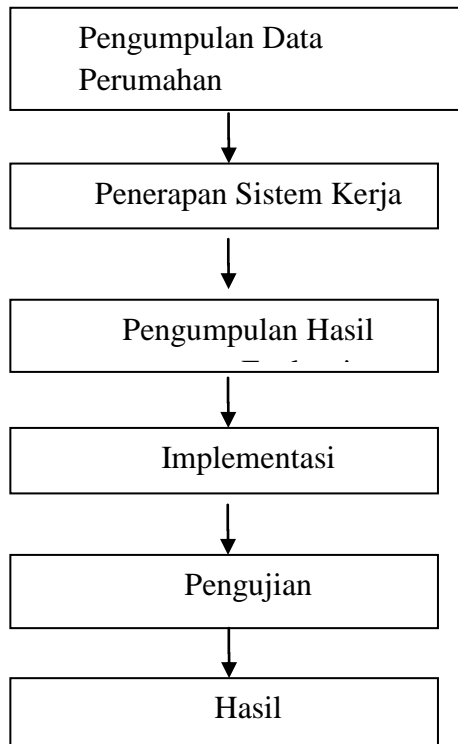 Pengumpulan Data
Perumahan
Penerapan Sistem Kerja
Pengumpulan Hasil
Implementasi
Pengujian
Hasil